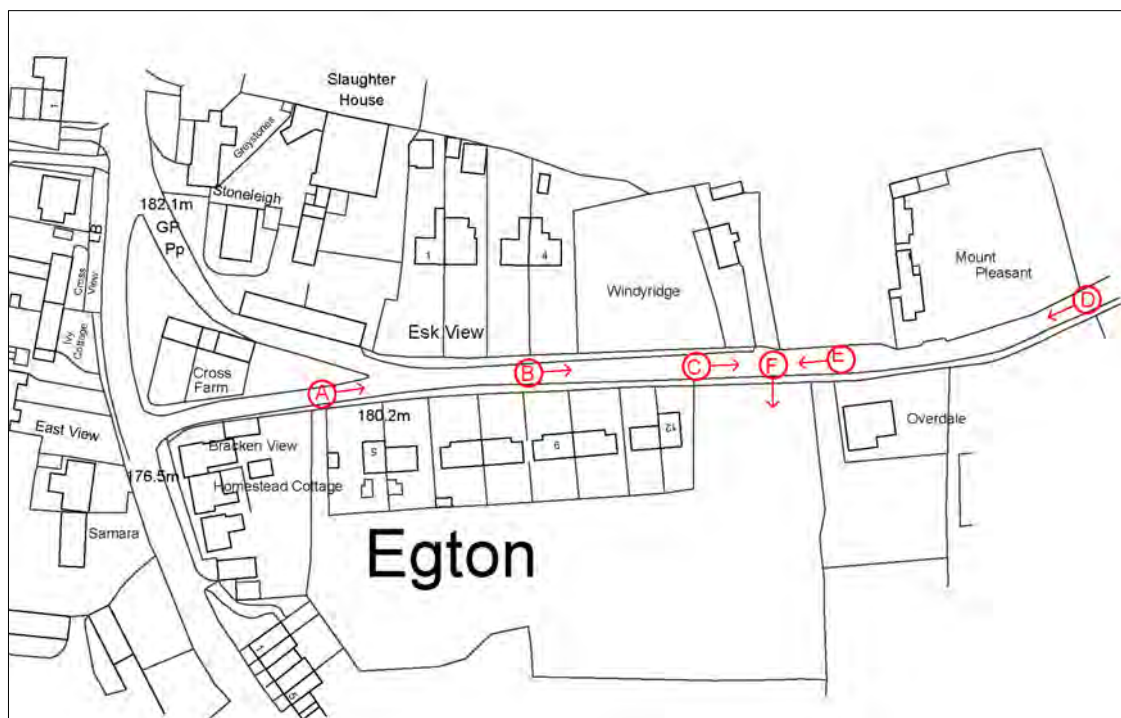 Slaughter
House
1
Greystones
Stoneleigh
182.1m
GP
Pp
Cross
View
Ivy
Cottage
1
4
Windyridge
Mount
Pleasant
Esk View
Cross
Farm
A
B
C
F
E
D
180.2m
East View
Bracken View
5
9
12
Overdale
176.5m
Homestead Cottage
Samara
Egton
1
5